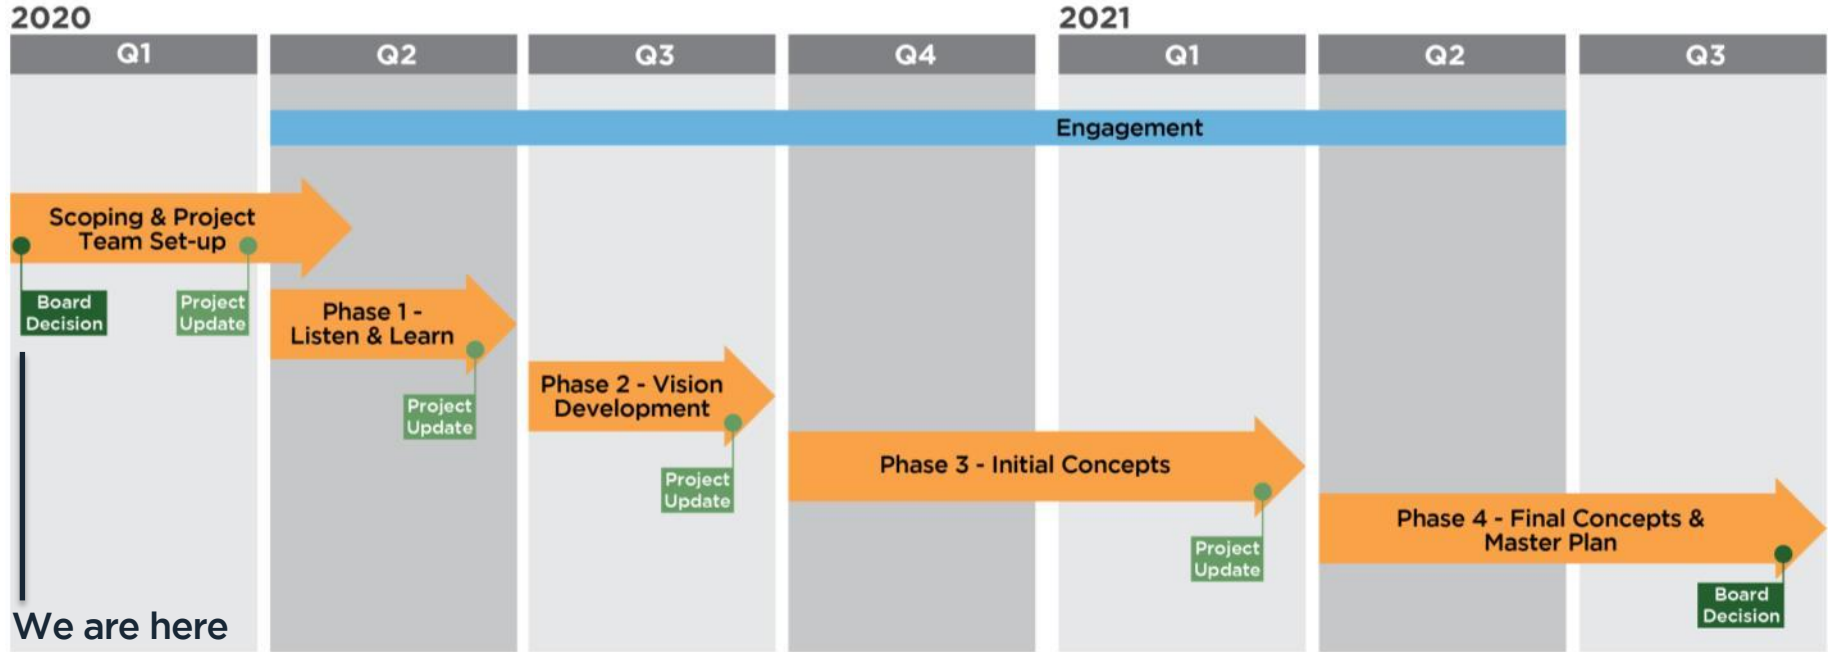 2020
2021
Q1
Q2
Q3
Q4
Q1
Q2
Q3
Engagement
Scoping & Project
Team Set-up
Board
Decision
Project
Update
Phase 1 -
Listen & Learn
Project
Update
Phase 2 - Vision
Development
Project
Update
Phase 3 - Initial Concepts
Project
Update
Phase 4 - Final Concepts &
Master Plan
Board
Decision
We are here